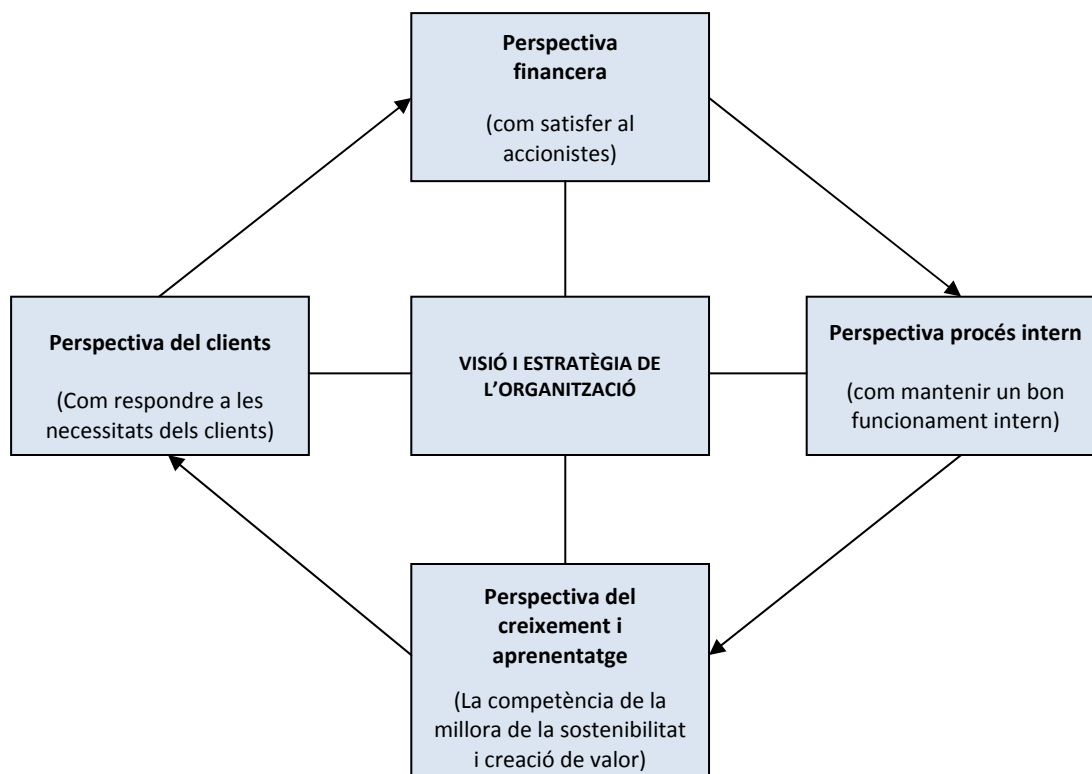 Perspectiva
financera
(com satisfer al
accionistes)
Perspectiva del clients
(Com respondre a les
necessitats dels clients)
VISIÓ I ESTRATÈGIA DE
L’ORGANITZACIÓ
Perspectiva procés intern
(com mantenir un bon
funcionament intern)
Perspectiva del
creixement i
aprenentatge
(La competència de la
millora de la sostenibilitat
i creació de valor)